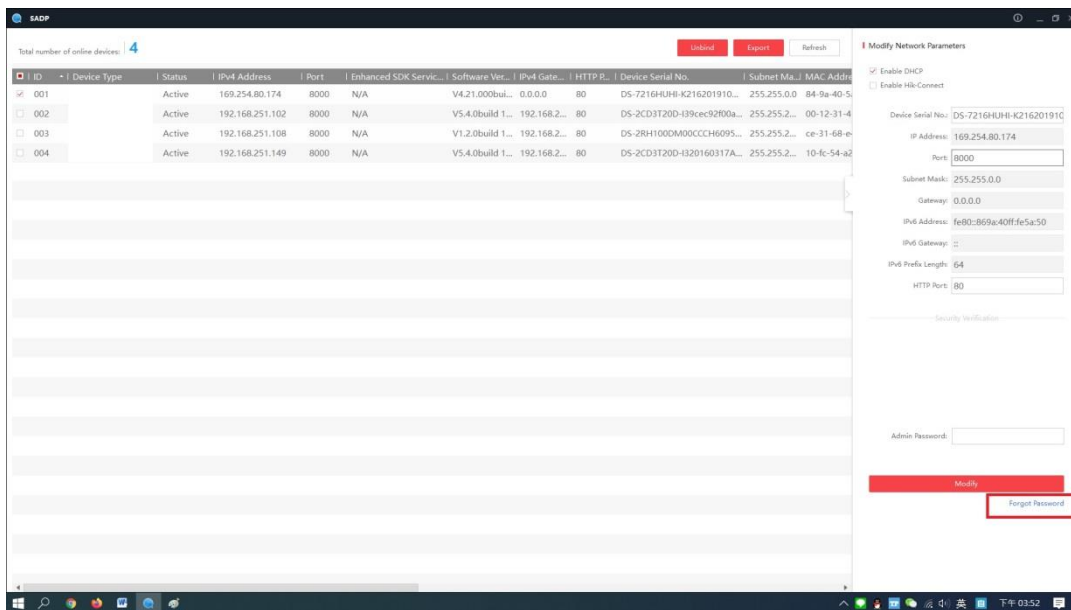 SADP
Total number of online devices: 4
Unbind Export Refresh
ID Device Type Status IPv4 Address Port Enhanced SDK Servic... Software Ver... IPv4 Gate... HTTP P... Device Serial No. Subnet Ma... MAC Addre
001 Active 169.254.80.174 8000 N/A V4.21.000bui... 0.0.0.0 80 DS-7216HUHI-K216201910... 255.255.0.0 84-9a-40-5
002 Active 192.168.251.102 8000 N/A V5.4.0build 1... 192.168.2... 80 DS-2CD3T20D-I39cec92f00a... 255.255.2... 00-12-31-4
003 Active 192.168.251.108 8000 N/A V1.2.0build 1... 192.168.2... 80 DS-2RH100DM00CCCH6095... 255.255.2... ce-31-68-e
004 Active 192.168.251.149 8000 N/A V5.4.0build 1... 192.168.2... 80 DS-2CD3T20D-I320160317A... 255.255.2... 10-fc-54-a2
Modify Network Parameters
Enable DHCP
Enable Hik-Connect
Device Serial No.: DS-7216HUHI-K21620191
IP Address: 169.254.80.174
Port: 8000
Subnet Mask: 255.255.0.0
Gateway: 0.0.0.0
IPv6 Address: fe80::869a:40ff:fe5a:50
IPv6 Gateway: ::
IPv6 Prefix Length: 64
HTTP Port: 80
Security Verification
Admin Password:
Modify
Forgot Password
英 下午 03:52